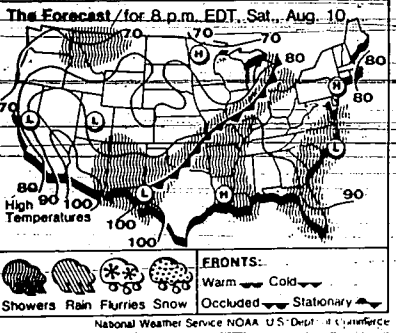 The Forecast/for 8 p.m. EDT, Sat., Aug. 10
70
70
70
H
80
80
H
80
70
L
L
L
80
90
100
High
Temperatures
L
H
90
100
100
FRONTS:
Warm Cold
Showers Rain Flurries Snow
Occluded Stationary
National Weather Service NOAA U S Dept of Commerce